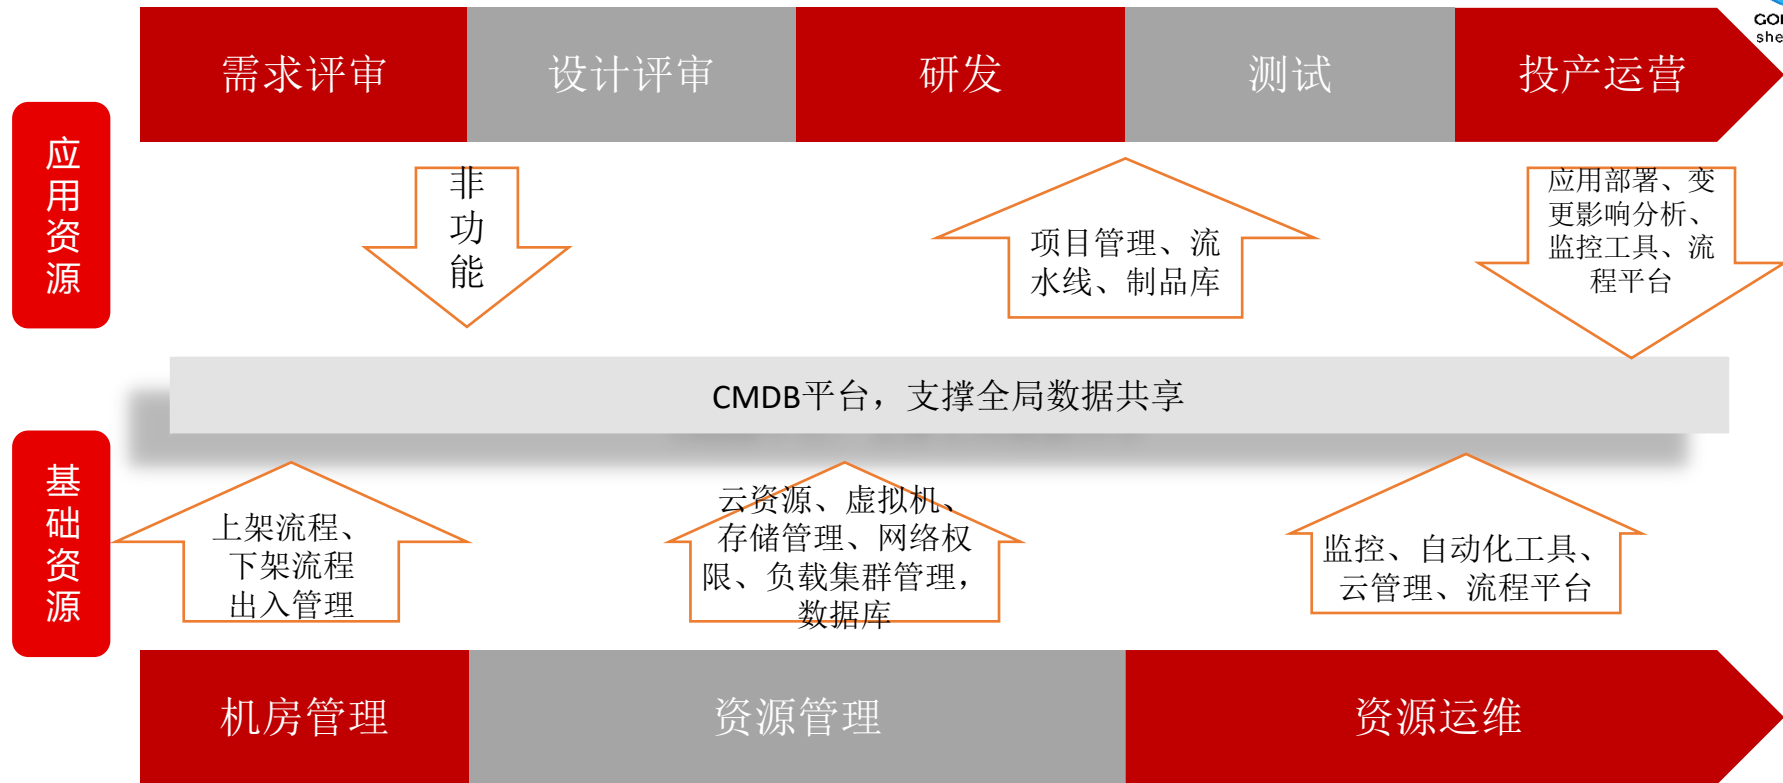 需求评审
设计评审
研发
测试
投产运营
应用资源
非功能
项目管理、流
水线、制品库
应用部署、变
更影响分析、
监控工具、流
程平台
CMDB平台，支撑全局数据共享
基础资源
上架流程、
下架流程
出入管理
云资源、虚拟机、
存储管理、网络权
限、负载集群管理，
数据库
监控、自动化工具、
云管理、流程平台
机房管理
资源管理
资源运维